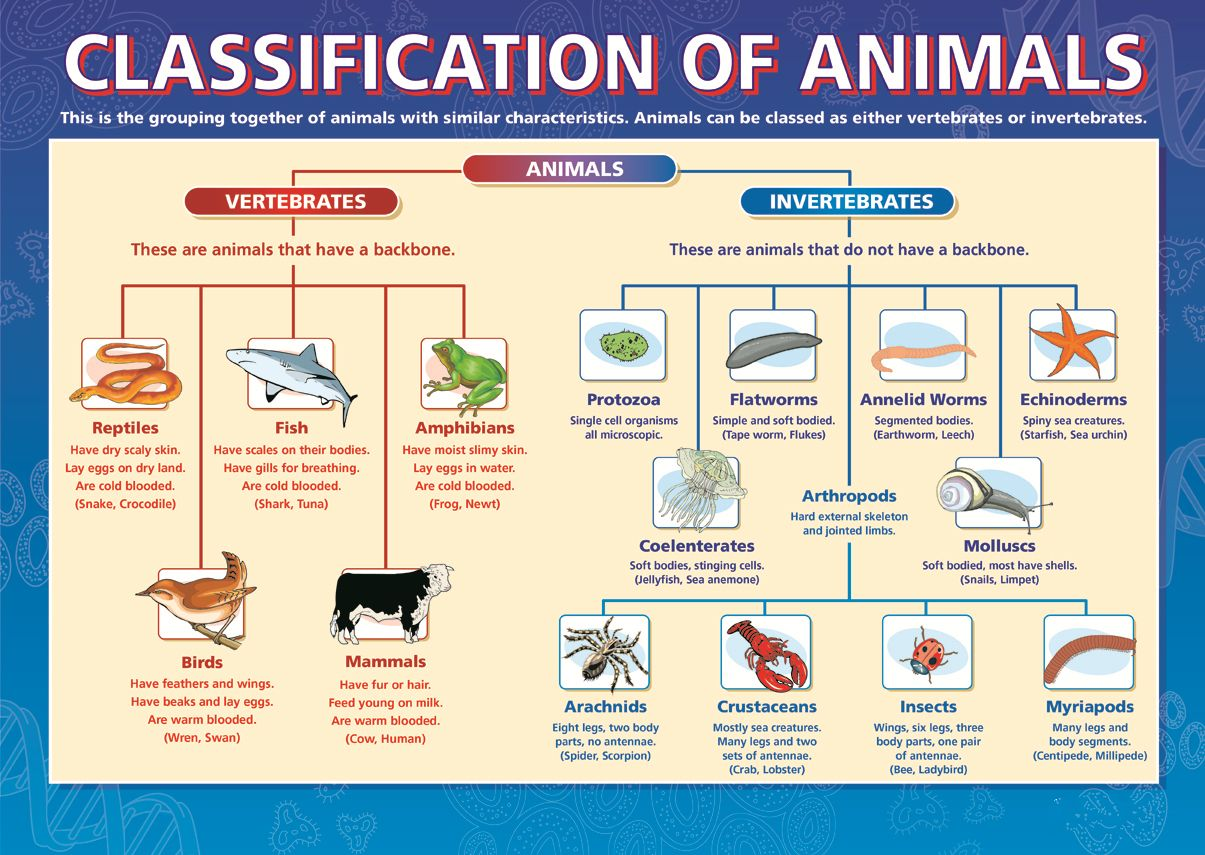 CLASSIFICATION OF ANIMALS
This is the grouping together of animals with similar characteristics. Animals can be classed as either vertebrates or invertebrates.
ANIMALS
VERTEBRATES
These are animals that have a backbone.
Reptiles
Have dry scaly skin.
Lay eggs on dry land.
Are cold blooded.
(Snake, Crocodile)
Fish
Have scales on their bodies.
Have gills for breathing.
Are cold blooded.
(Shark, Tuna)
Amphibians
Have moist slimy skin.
Lay eggs in water.
Are cold blooded.
(Frog, Newt)
Birds
Have feathers and wings.
Have beaks and lay eggs.
Are warm blooded.
(Wren, Swan)
Mammals
Have fur or hair.
Feed young on milk.
Are warm blooded.
(Cow, Human)
INVERTEBRATES
These are animals that do not have a backbone.
Protozoa
Single cell organisms
all microscopic.
Flatworms
Simple and soft bodied.
(Tape worm, Flukes)
Annelid Worms
Segmented bodies.
(Earthworm, Leech)
Echinoderms
Spiny sea creatures.
(Starfish, Sea urchin)
Coelenterates
Soft bodies, stinging cells.
(Jellyfish, Sea anemone)
Arthropods
Hard external skeleton
and jointed limbs.
Molluscs
Soft bodied, most have shells.
(Snails, Limpet)
Arachnids
Eight legs, two body
parts, no antennae.
(Spider, Scorpion)
Crustaceans
Mostly sea creatures.
Many legs and two
sets of antennae.
(Crab, Lobster)
Insects
Wings, six legs, three
body parts, one pair
of antennae.
(Bee, Ladybird)
Myriapods
Many legs and
body segments.
(Centipede, Millipede)